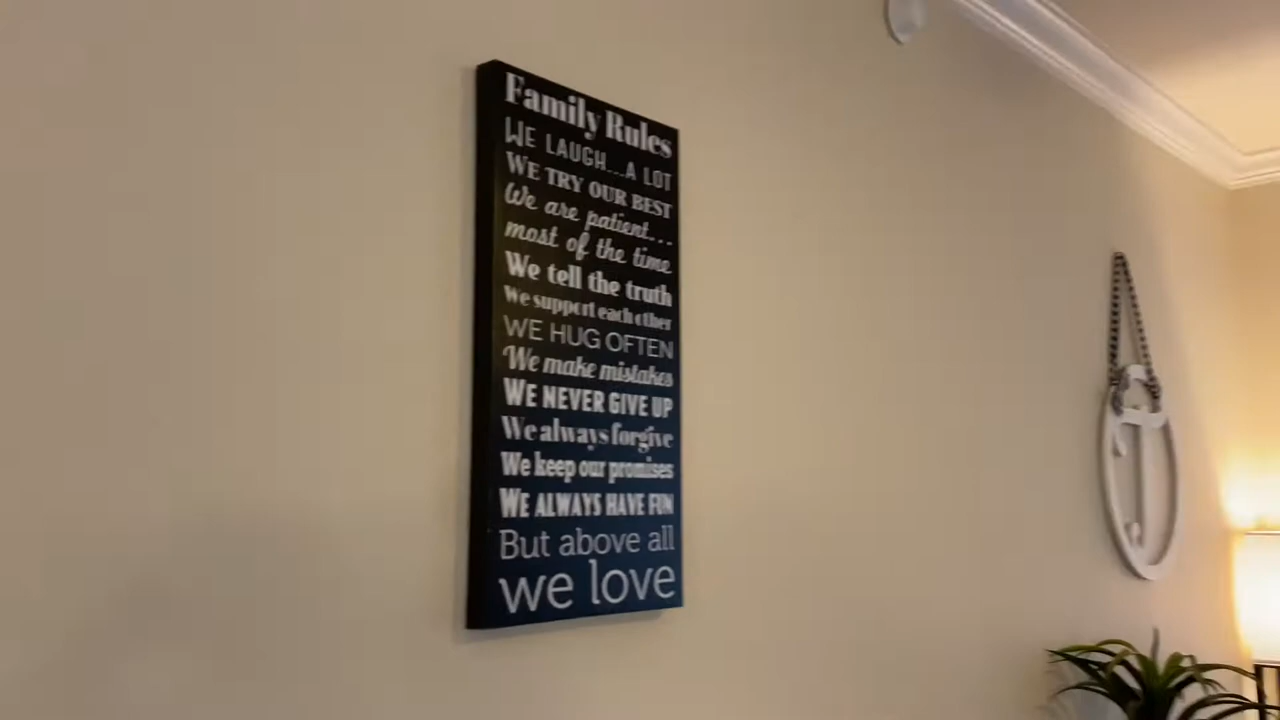 Family Rules
WE LAUGH...A LOT
WE TRY OUR BEST
We are patient...
most of the time
We tell the truth
We support each other
WE HUG OFTEN
We make mistakes
WE NEVER GIVE UP
We always forgive
We keep our promises
WE ALWAYS HAVE FUN
But above all
we love